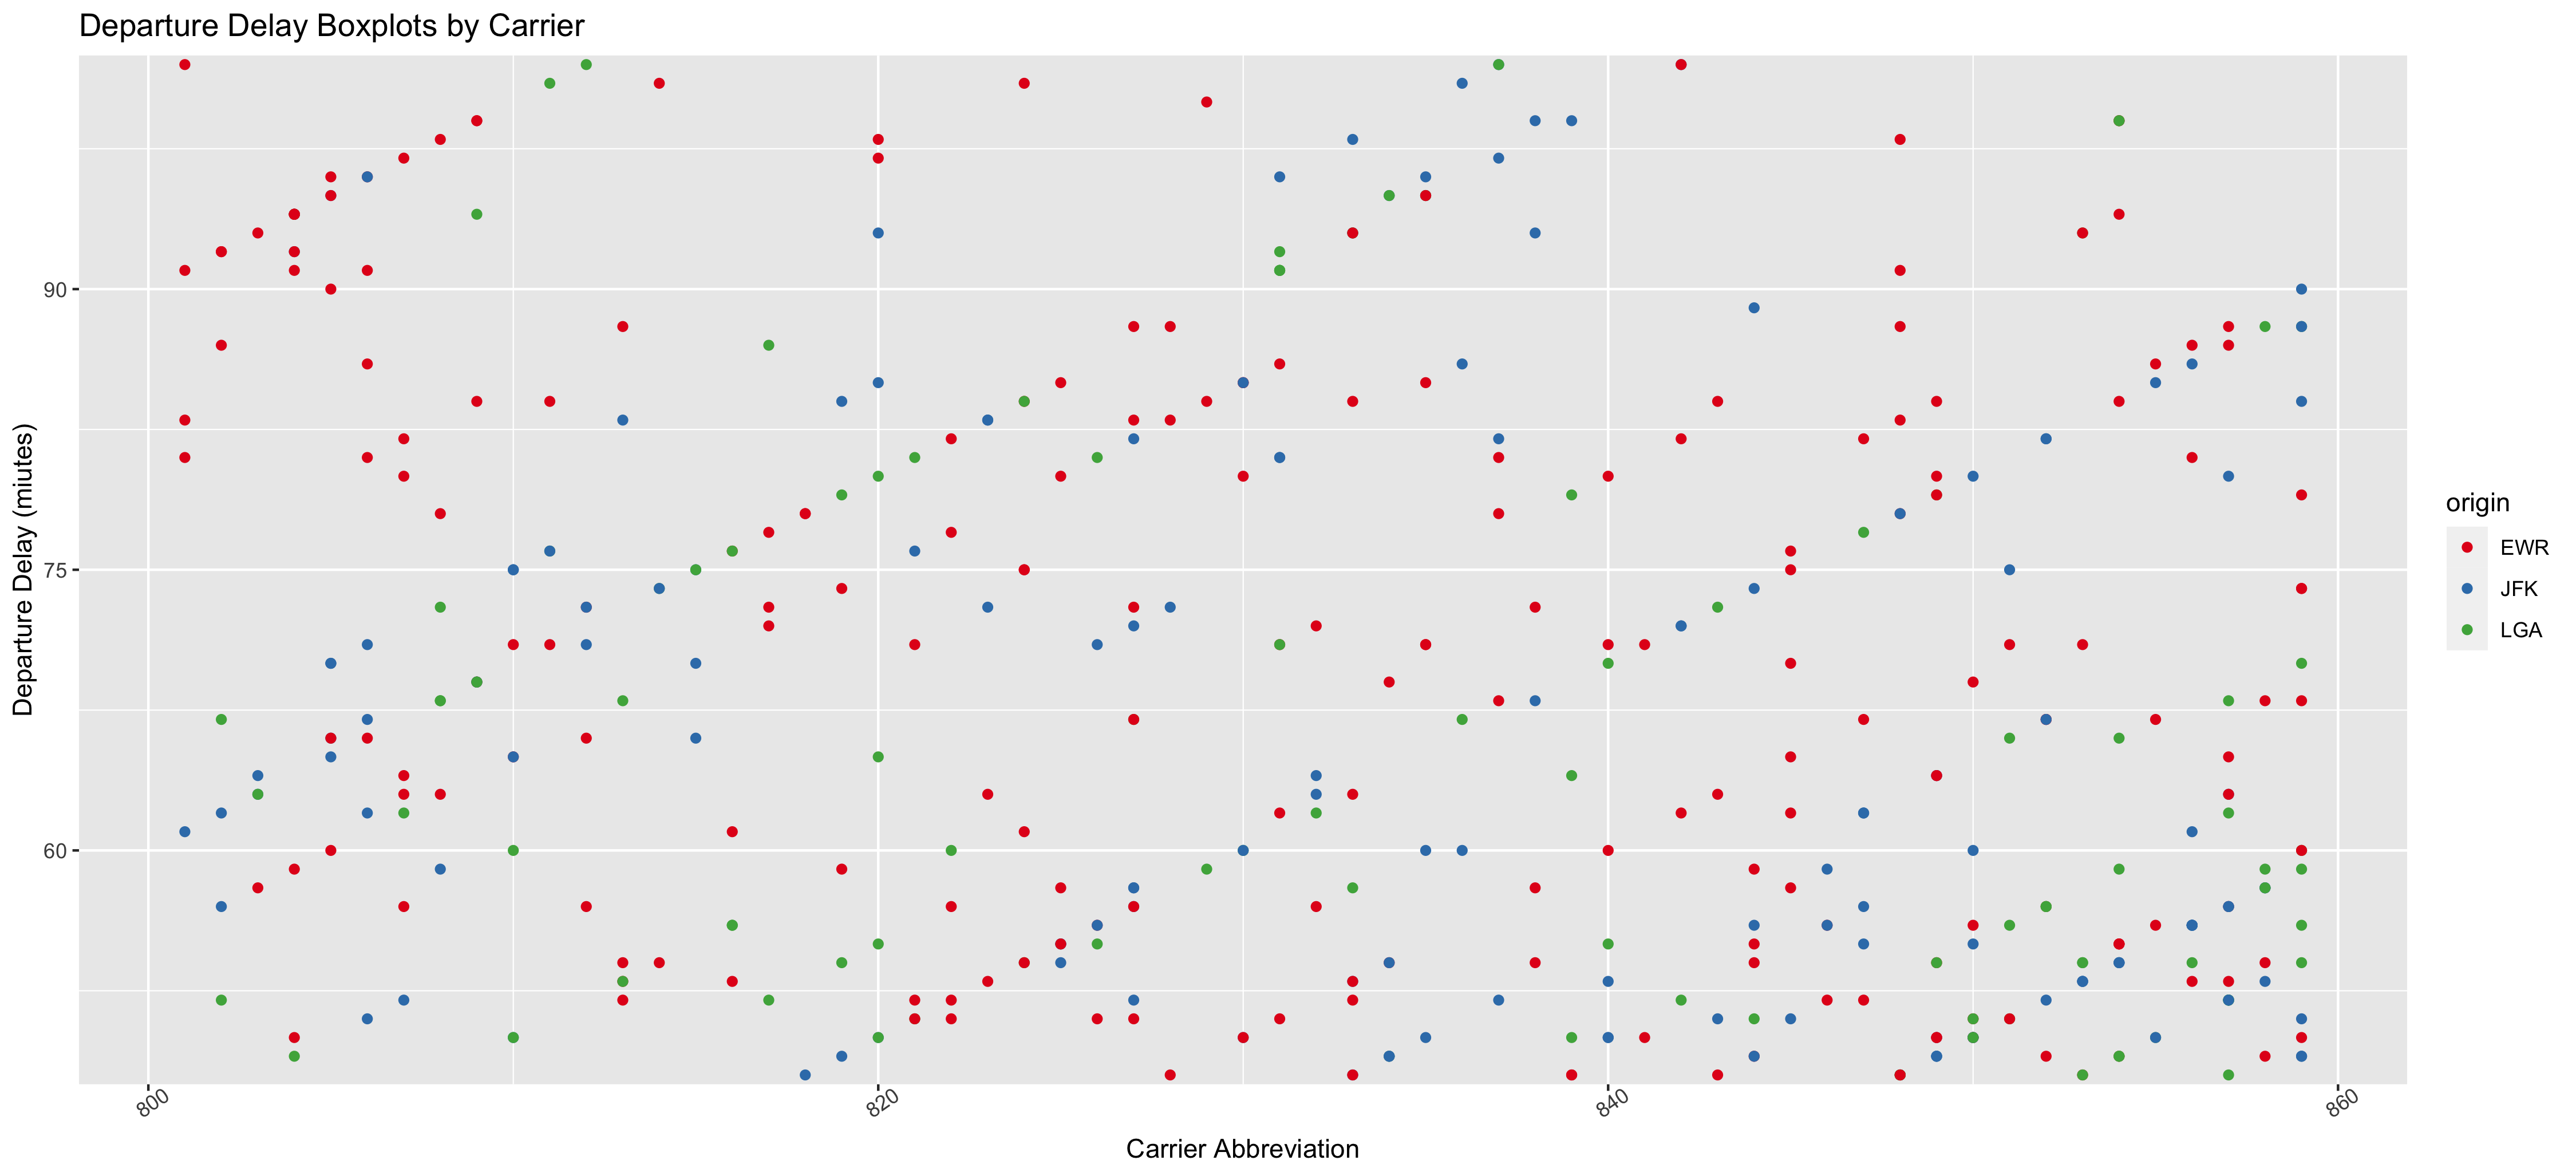 Departure Delay Boxplots by Carrier
Departure Delay (miutes)
90
75
60
800
820
840
860
Carrier Abbreviation
origin
EWR
JFK
LGA